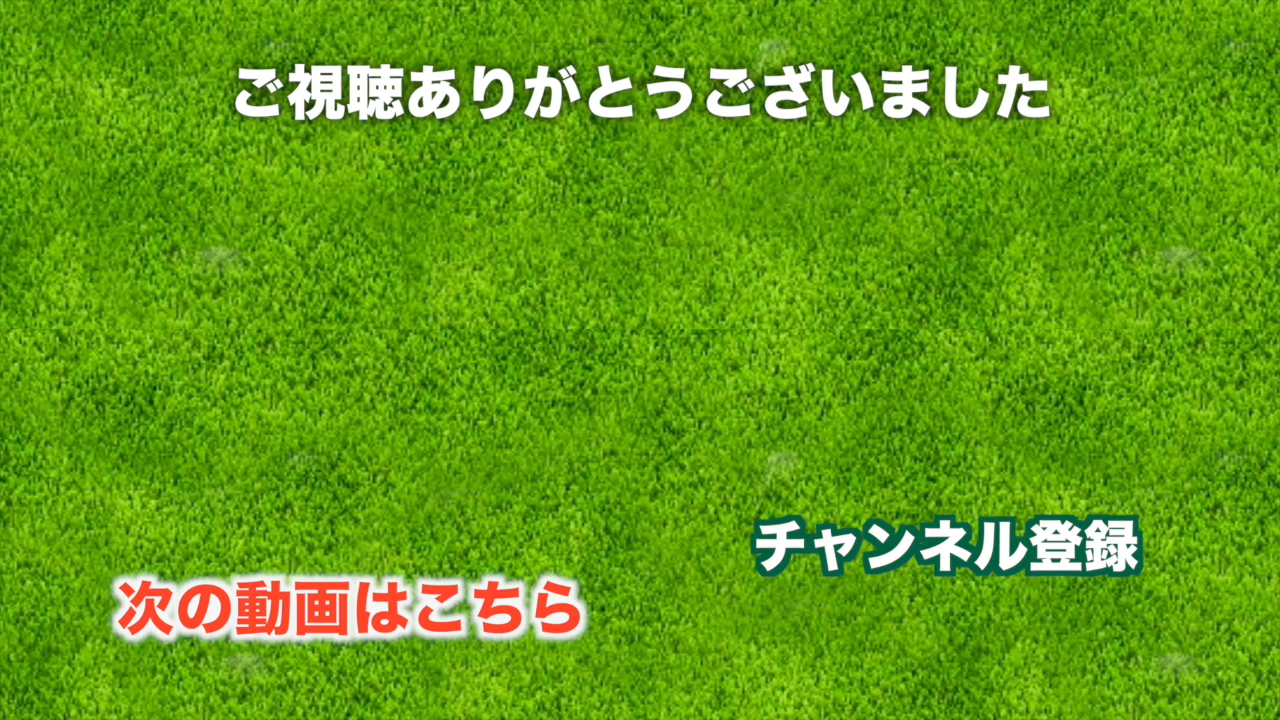 ご視聴ありがとうございました
チャンネル登録
次の動画はこちら